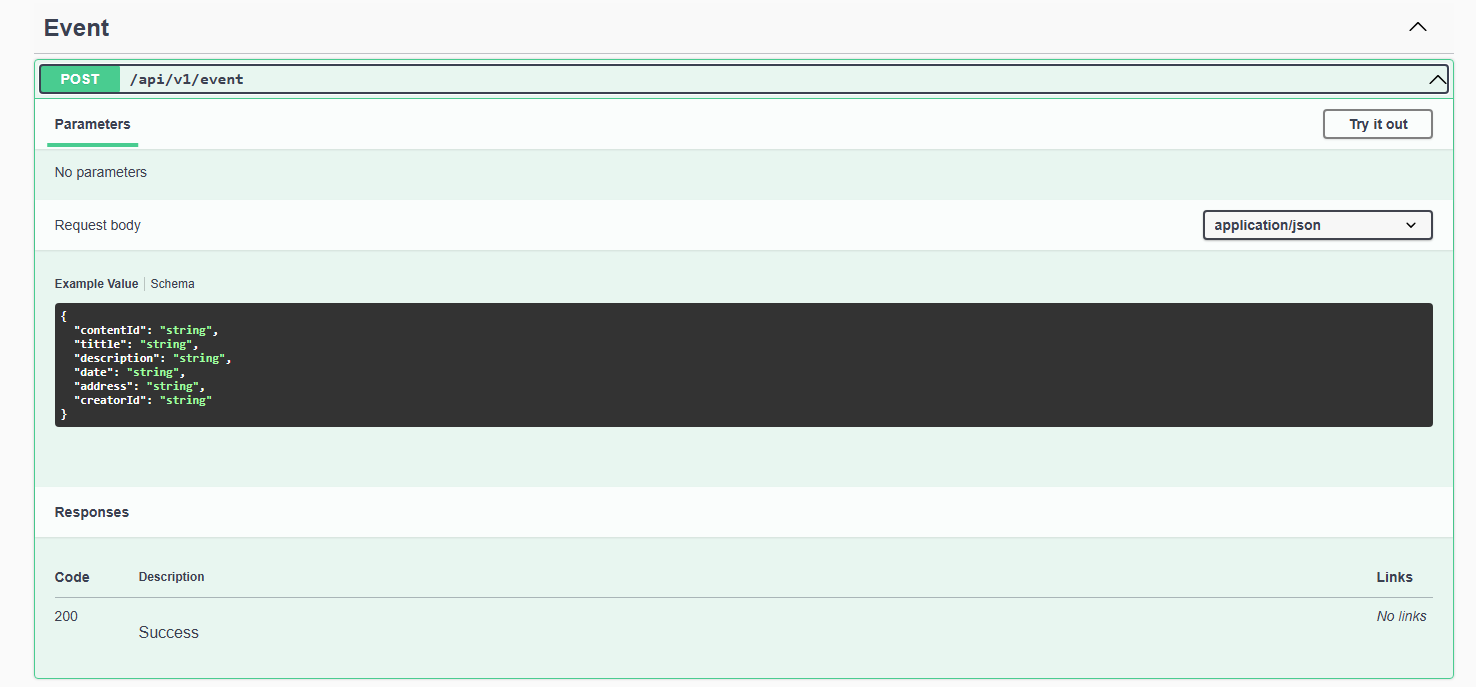 Event
POST /api/v1/event
Parameters
Try it out
No parameters
Request body
application/json
Example Value Schema
{
  "contentId": "string",
  "tittle": "string",
  "description": "string",
  "date": "string",
  "address": "string",
  "creatorId": "string"
}
Responses
Code Description Links
200 Success No links